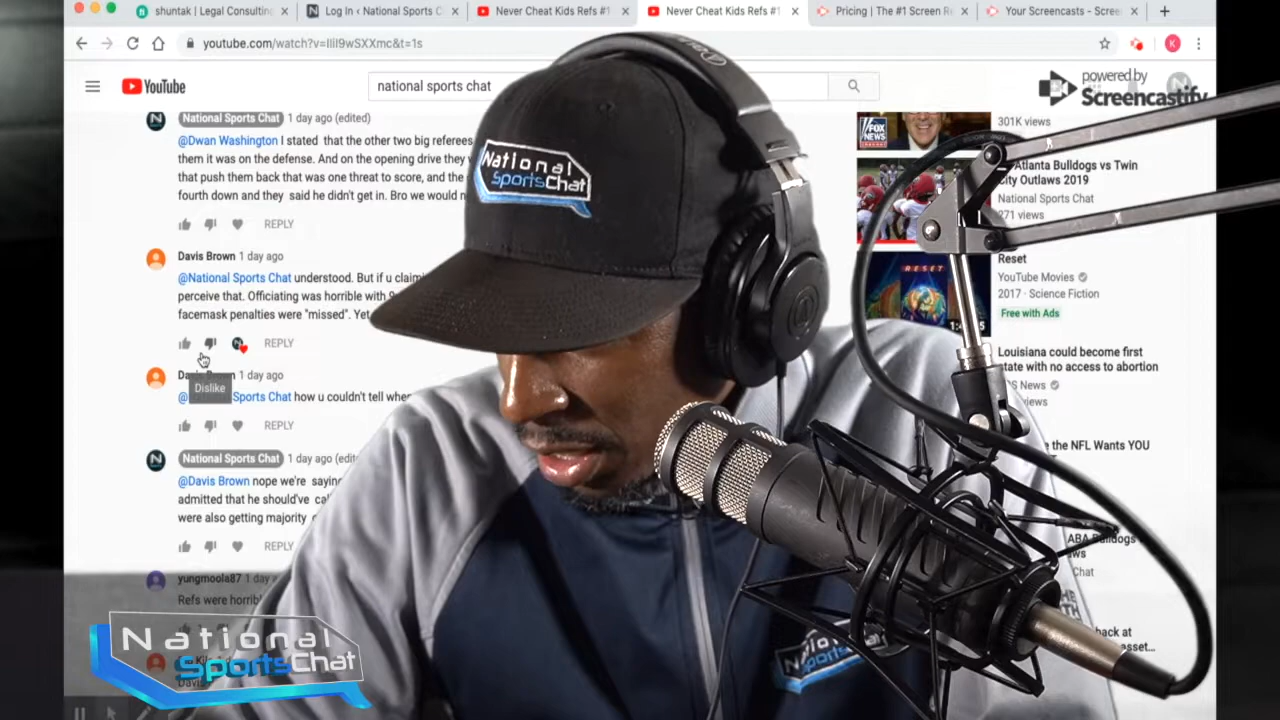 shuntak | Legal Consulting
Log In ‹ National Sports C
Never Cheat Kids Refs #1
Never Cheat Kids Refs #1
Pricing | The #1 Screen Re
Your Screencasts - Scree
youtube.com/watch?v=IliI9wSXXmc&t=1s
K
YouTube
national sports chat
powered by
Screencastify
National Sports Chat 1 day ago (edited)
@Dwan Washington I stated that the other two big referees
them it was on the defense. And on the opening drive they
that push them back that was one threat to score, and the
fourth down and they said he didn't get in. Bro we would
REPLY
Davis Brown 1 day ago
@National Sports Chat understood. But if u
perceive that. Officiating was horrible with
facemask penalties were "missed". Yet
REPLY
1 day ago
Dislike
Sports Chat how u couldn't tell
REPLY
National Sports Chat 1 day ago
@Davis Brown nope we're
admitted that he should've
were also getting majority
REPLY
yungmoola87 1 day
Refs were
National
SportsChat
National
SportsChat
National
FOX
NEWS
301K views
Atlanta Bulldogs vs Twin
City Outlaws 2019
National Sports Chat
271 views
RESET
Reset
YouTube Movies
2017 · Science Fiction
Free with Ads
Louisiana could become first
state with no access to abortion
News
views
the NFL Wants YOU
ABA Bulldogs
Chat
back at